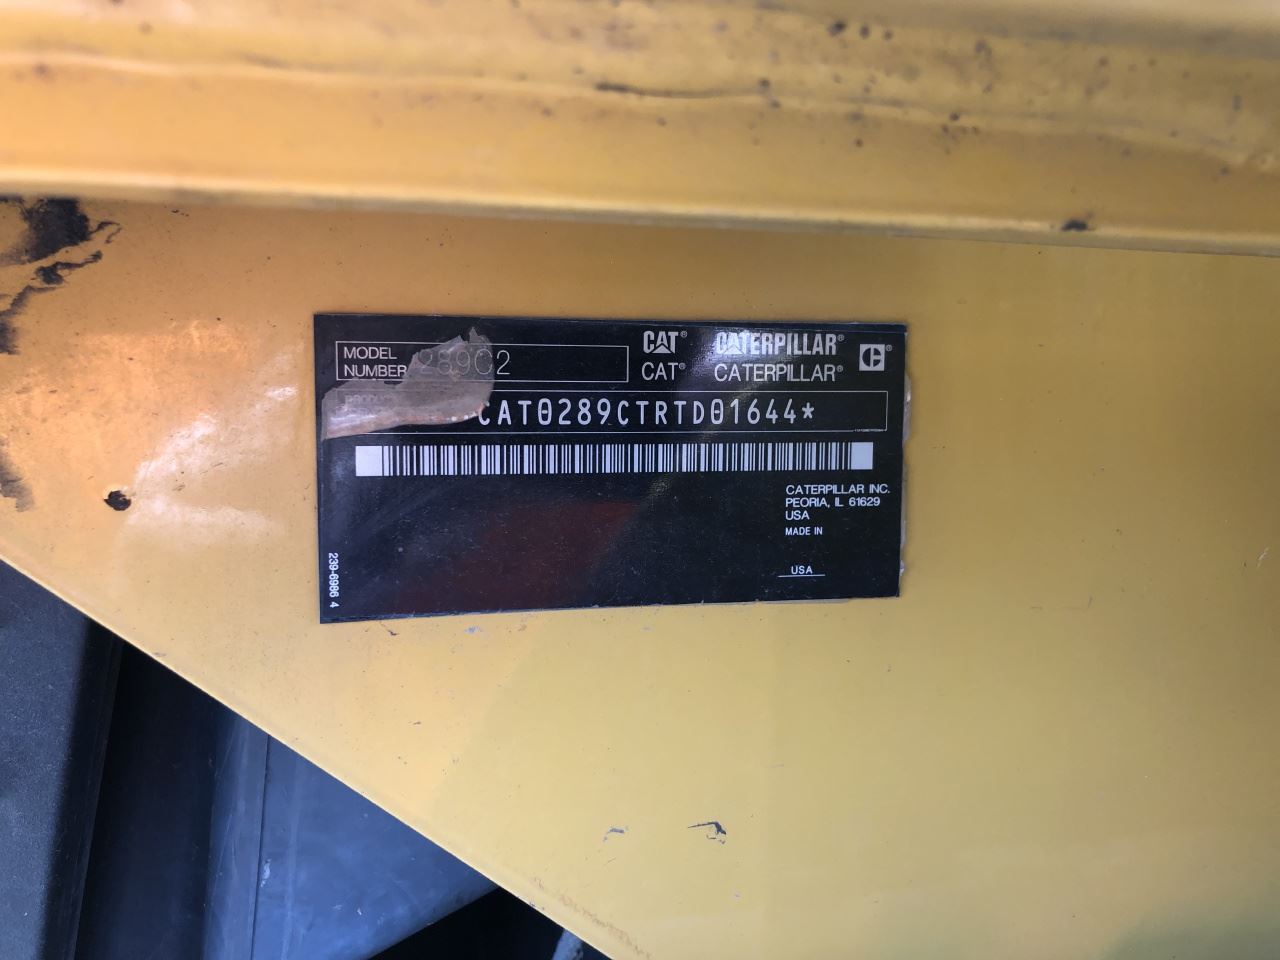 MODEL
NUMBER 289C2
CAT® CATERPILLAR®
CAT® CATERPILLAR®
CAT0289CTRTD01644*
CATERPILLAR INC.
PEORIA, IL 61629
USA
MADE IN
USA
239-6986 4